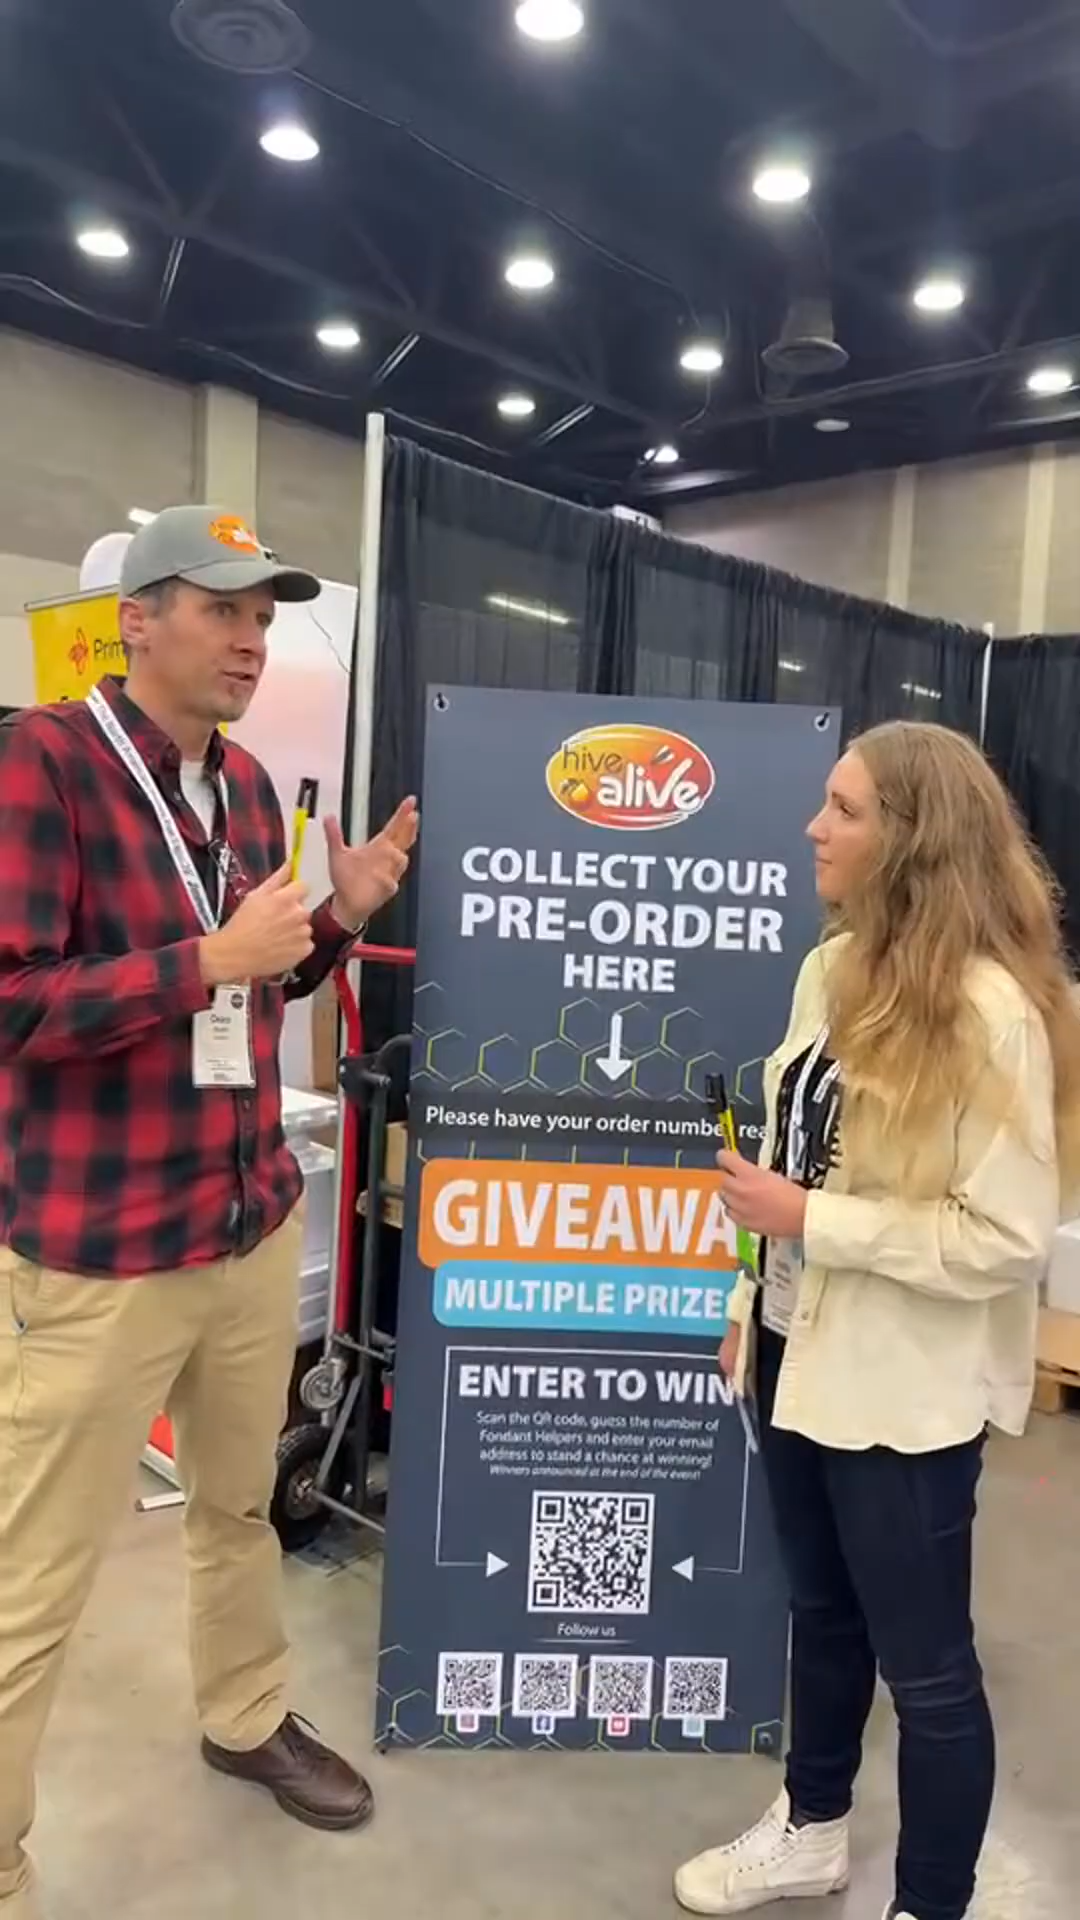 Prim
hive
alive
COLLECT YOUR
PRE-ORDER
HERE
Please have your order number rea
GIVEAWA
MULTIPLE PRIZE
ENTER TO WIN
Scan the QR code, guess the number of
Fondant Helpers and enter your email
address to stand a chance at winning!
Winners announced at the end of the event!
Follow us